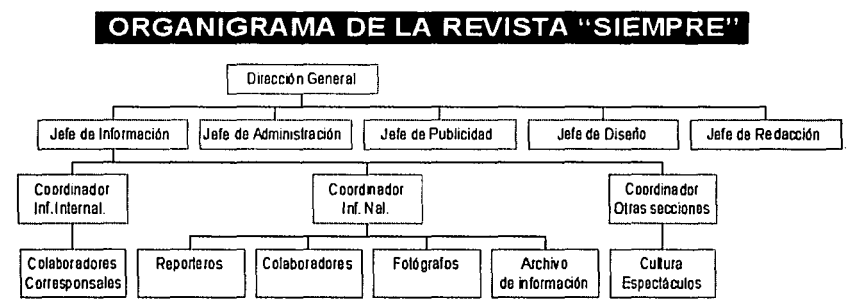 ORGANIGRAMA DE LA REVISTA "SIEMPRE"
Dirección General
Jefe de Información
Jefe de Administración
Jefe de Publicidad
Jefe de Diseño
Jefe de Redacción
Coordinador
Inf.Internal.
Coordinador
Inf. Nal.
Coordinador
Otras secciones
Colaboradores
Corresponsales
Reporteros
Colaboradores
Fotógrafos
Archivo
de información
Cultura
Espectáculos